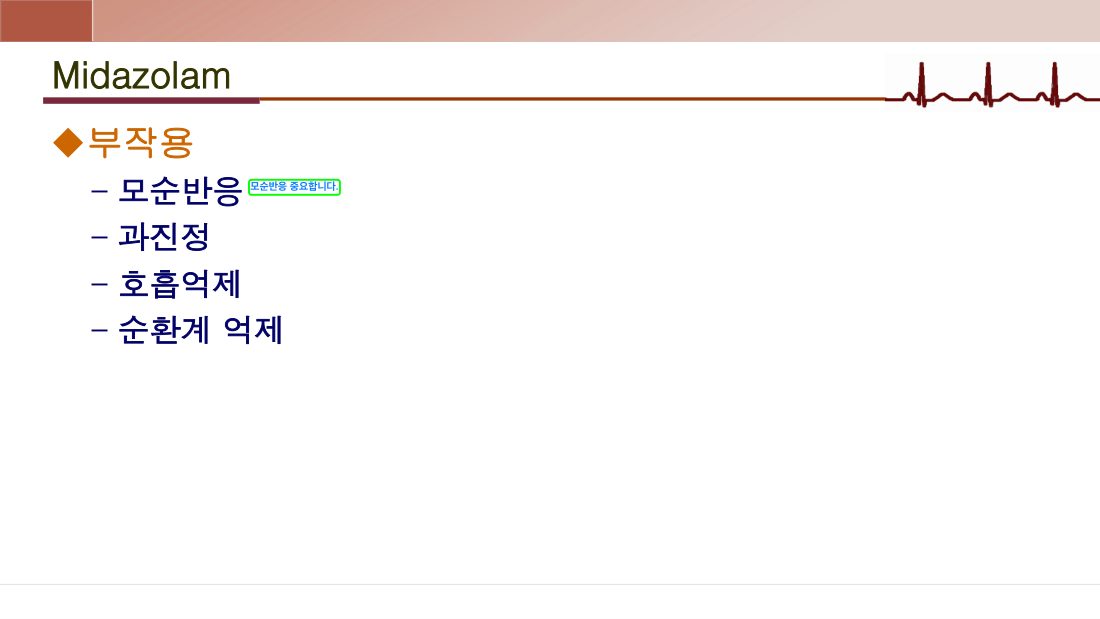 Midazolam
◆부작용
– 모순반응 모순반응 중요합니다.
– 과진정
– 호흡억제
– 순환계 억제